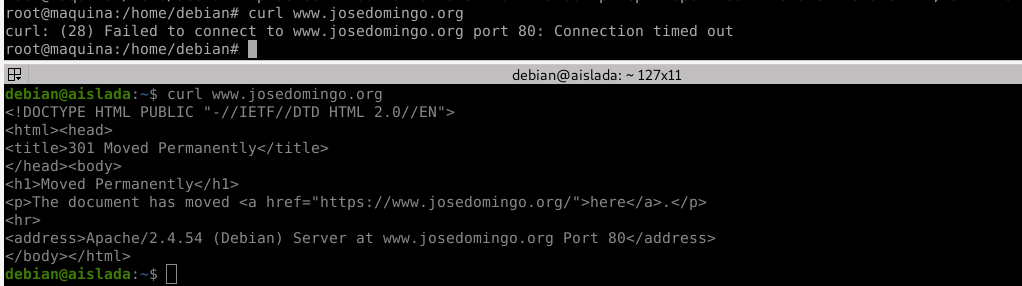 root@maquina:/home/debian# curl www.josedomingo.org
curl: (28) Failed to connect to www.josedomingo.org port 80: Connection timed out
root@maquina:/home/debian#
debian@aislada: ~ 127x11
debian@aislada:~$ curl www.josedomingo.org
<!DOCTYPE HTML PUBLIC "-//IETF//DTD HTML 2.0//EN">
<html><head>
<title>301 Moved Permanently</title>
</head><body>
<h1>Moved Permanently</h1>
<p>The document has moved <a href="https://www.josedomingo.org/">here</a>.</p>
<hr>
<address>Apache/2.4.54 (Debian) Server at www.josedomingo.org Port 80</address>
</body></html>
debian@aislada:~$